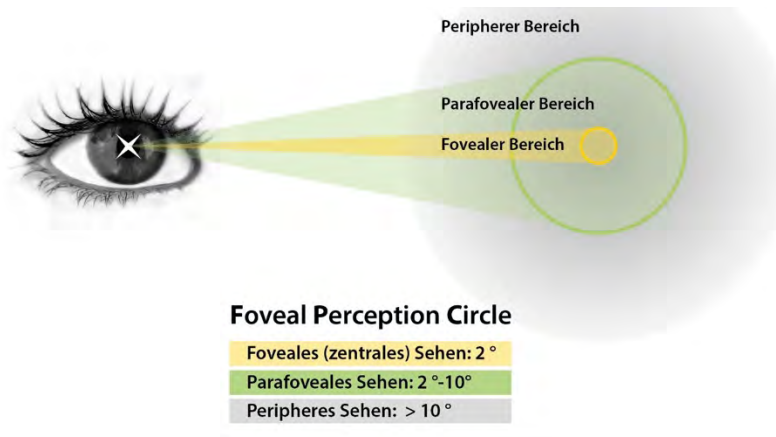 Peripherer Bereich
Parafovealer Bereich
Fovealer Bereich
Foveal Perception Circle
Foveales (zentrales) Sehen: 2 °
Parafoveales Sehen: 2 °-10°
Peripheres Sehen: > 10 °